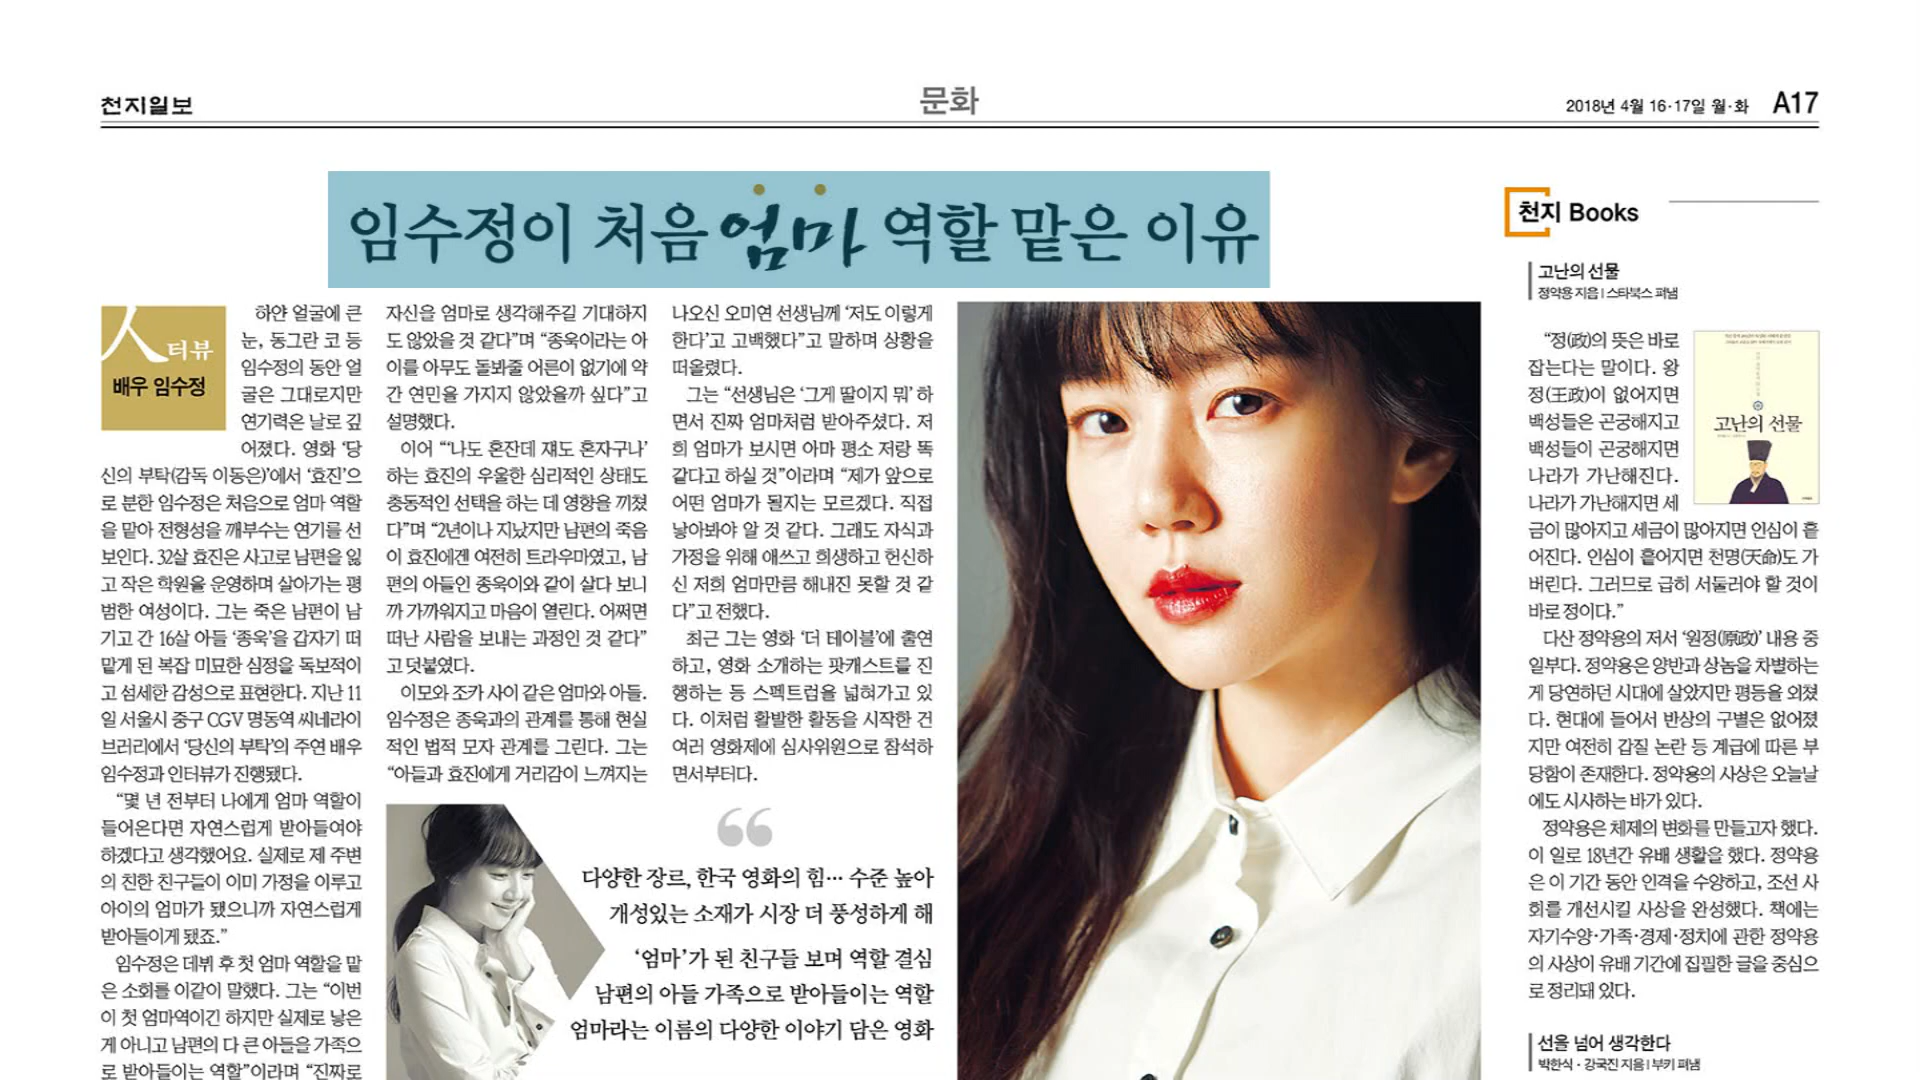 천지일보
문화
2018년 4월 16·17일 월·화 A17
임수정이 처음 엄마 역할 맡은 이유
人터뷰
배우 임수정
하얀 얼굴에 큰
눈, 동그란 코 등
임수정의 동안 얼
굴은 그대로지만
연기력은 날로 깊
어졌다. 영화 ‘당
신의 부탁(감독 이동은)’에서 ‘효진’으
로 분한 임수정은 처음으로 엄마 역할
을 맡아 전형성을 깨부수는 연기를 선
보인다. 32살 효진은 사고로 남편을 잃
고 작은 학원을 운영하며 살아가는 평
범한 여성이다. 그는 죽은 남편이 남
기고 간 16살 아들 ‘종욱’을 갑자기 떠
맡게 된 복잡 미묘한 심정을 독보적이
고 섬세한 감성으로 표현한다. 지난 11
일 서울시 중구 CGV 명동역 씨네라이
브러리에서 ‘당신의 부탁’의 주연 배우
임수정과 인터뷰가 진행됐다.
“몇 년 전부터 나에게 엄마 역할이
들어온다면 자연스럽게 받아들여야
하겠다고 생각했어요. 실제로 제 주변
의 친한 친구들이 이미 가정을 이루고
아이의 엄마가 됐으니까 자연스럽게
받아들이게 됐죠.”
임수정은 데뷔 후 첫 엄마 역할을 맡
은 소회를 이같이 말했다. 그는 “이번
이 첫 엄마역이긴 하지만 실제로 낳은
게 아니고 남편의 다 큰 아들을 가족으
로 받아들이는 역할”이라며 “진짜로
자신을 엄마로 생각해주길 기대하지
도 않았을 것 같다”며 “종욱이라는 아
이를 아무도 돌봐줄 어른이 없기에 약
간 연민을 가지지 않았을까 싶다”고
설명했다.
이어 “‘나도 혼잔데 쟤도 혼자구나’
하는 효진의 우울한 심리적인 상태도
충동적인 선택을 하는 데 영향을 끼쳤
다”며 “2년이나 지났지만 남편의 죽음
이 효진에겐 여전히 트라우마였고, 남
편의 아들인 종욱이와 같이 살다 보니
까 가까워지고 마음이 열린다. 어쩌면
떠난 사람을 보내는 과정인 것 같다”
고 덧붙였다.
이모와 조카 사이 같은 엄마와 아들.
임수정은 종욱과의 관계를 통해 현실
적인 법적 모자 관계를 그린다. 그는
“아들과 효진에게 거리감이 느껴지는
나오신 오미연 선생님께 ‘저도 이렇게
한다’고 고백했다”고 말하며 상황을
떠올렸다.
그는 “선생님은 ‘그게 딸이지 뭐’ 하
면서 진짜 엄마처럼 받아주셨다. 저
희 엄마가 보시면 아마 평소 저랑 똑
같다고 하실 것”이라며 “제가 앞으로
어떤 엄마가 될지는 모르겠다. 직접
낳아봐야 알 것 같다. 그래도 자식과
가정을 위해 애쓰고 희생하고 헌신하
신 저희 엄마만큼 해내진 못할 것 같
다”고 전했다.
최근 그는 영화 ‘더 테이블’에 출연
하고, 영화 소개하는 팟캐스트를 진
행하는 등 스펙트럼을 넓혀가고 있
다. 이처럼 활발한 활동을 시작한 건
여러 영화제에 심사위원으로 참석하
면서부터다.
“
다양한 장르, 한국 영화의 힘… 수준 높아
개성있는 소재가 시장 더 풍성하게 해
‘엄마’가 된 친구들 보며 역할 결심
남편의 아들 가족으로 받아들이는 역할
엄마라는 이름의 다양한 이야기 담은 영화
천지 Books
고난의 선물
정약용 지음 | 스타북스 펴냄
“정(政)의 뜻은 바로
잡는다는 말이다. 왕
정(王政)이 없어지면
백성들은 곤궁해지고
백성들이 곤궁해지면
나라가 가난해진다.
나라가 가난해지면 세
금이 많아지고 세금이 많아지면 인심이 흩
어진다. 인심이 흩어지면 천명(天命)도 가
버린다. 그러므로 급히 서둘러야 할 것이
바로 정이다.”
고난의 선물
다산 정약용의 저서 ‘원정(原政)’ 내용 중
일부다. 정약용은 양반과 상놈을 차별하는
게 당연하던 시대에 살았지만 평등을 외쳤
다. 현대에 들어서 반상의 구별은 없어졌
지만 여전히 갑질 논란 등 계급에 따른 부
당함이 존재한다. 정약용의 사상은 오늘날
에도 시사하는 바가 있다.
정약용은 체제의 변화를 만들고자 했다.
이 일로 18년간 유배 생활을 했다. 정약용
은 이 기간 동안 인격을 수양하고, 조선 사
회를 개선시킬 사상을 완성했다. 책에는
자기수양·가족·경제·정치에 관한 정약용
의 사상이 유배 기간에 집필한 글을 중심으
로 정리돼 있다.
선을 넘어 생각한다
박한식·강국진 지음 | 부키 펴냄